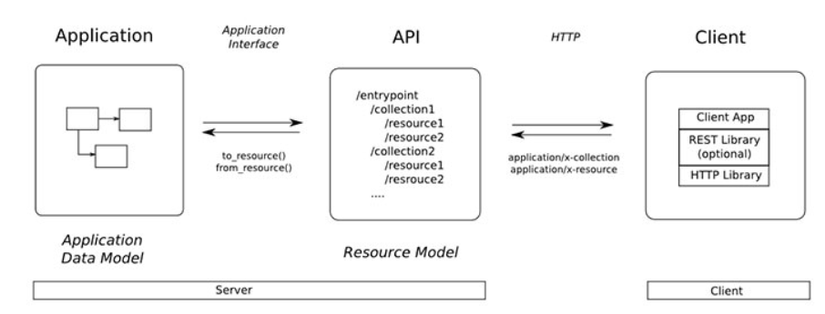 Application
Application
Interface
API
HTTP
Client
/entrypoint
/collection1
/resource1
/resource2
/collection2
/resource1
/resrouce2
....
to_resource()
from_resource()
application/x-collection
application/x-resource
Client App
REST Library
(optional)
HTTP Library
Application
Data Model
Resource Model
Server
Client